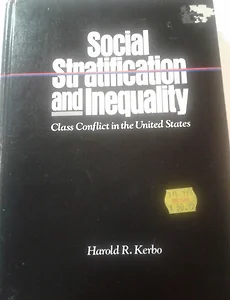 Social
Stratification
and Inequality
Class Conflict in the United States
Harold R. Kerbo